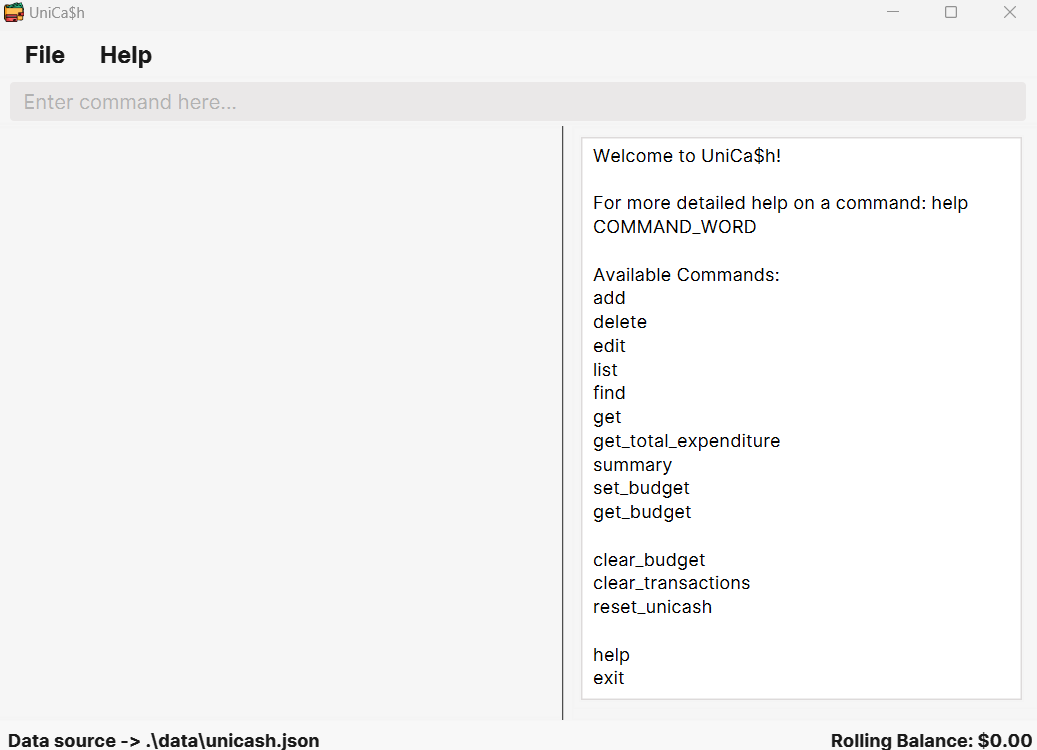 UniCa$h
File Help
Enter command here...
Welcome to UniCa$h!
For more detailed help on a command: help
COMMAND_WORD
Available Commands:
add
delete
edit
list
find
get
get_total_expenditure
summary
set_budget
get_budget
clear_budget
clear_transactions
reset_unicash
help
exit
Data source -> .\data\unicash.json
Rolling Balance: $0.00